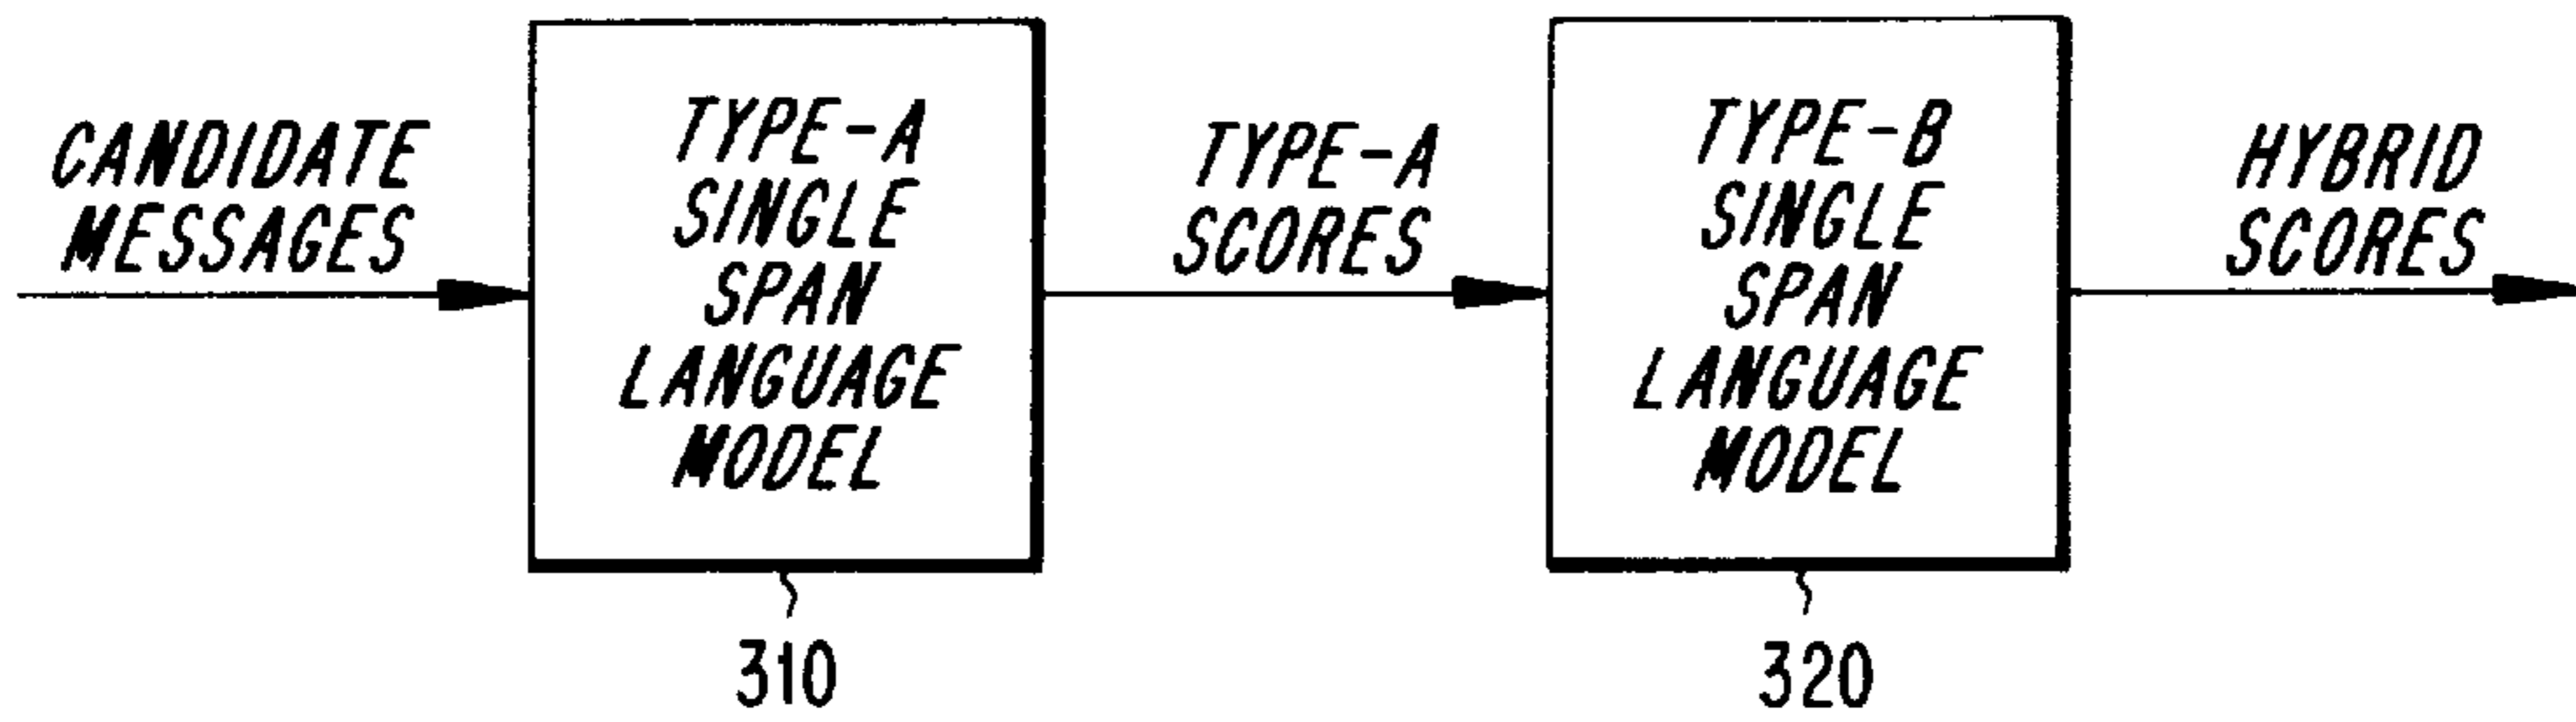 CANDIDATE
MESSAGES
TYPE-A
SINGLE
SPAN
LANGUAGE
MODEL
310
TYPE-A
SCORES
TYPE-B
SINGLE
SPAN
LANGUAGE
MODEL
320
HYBRID
SCORES